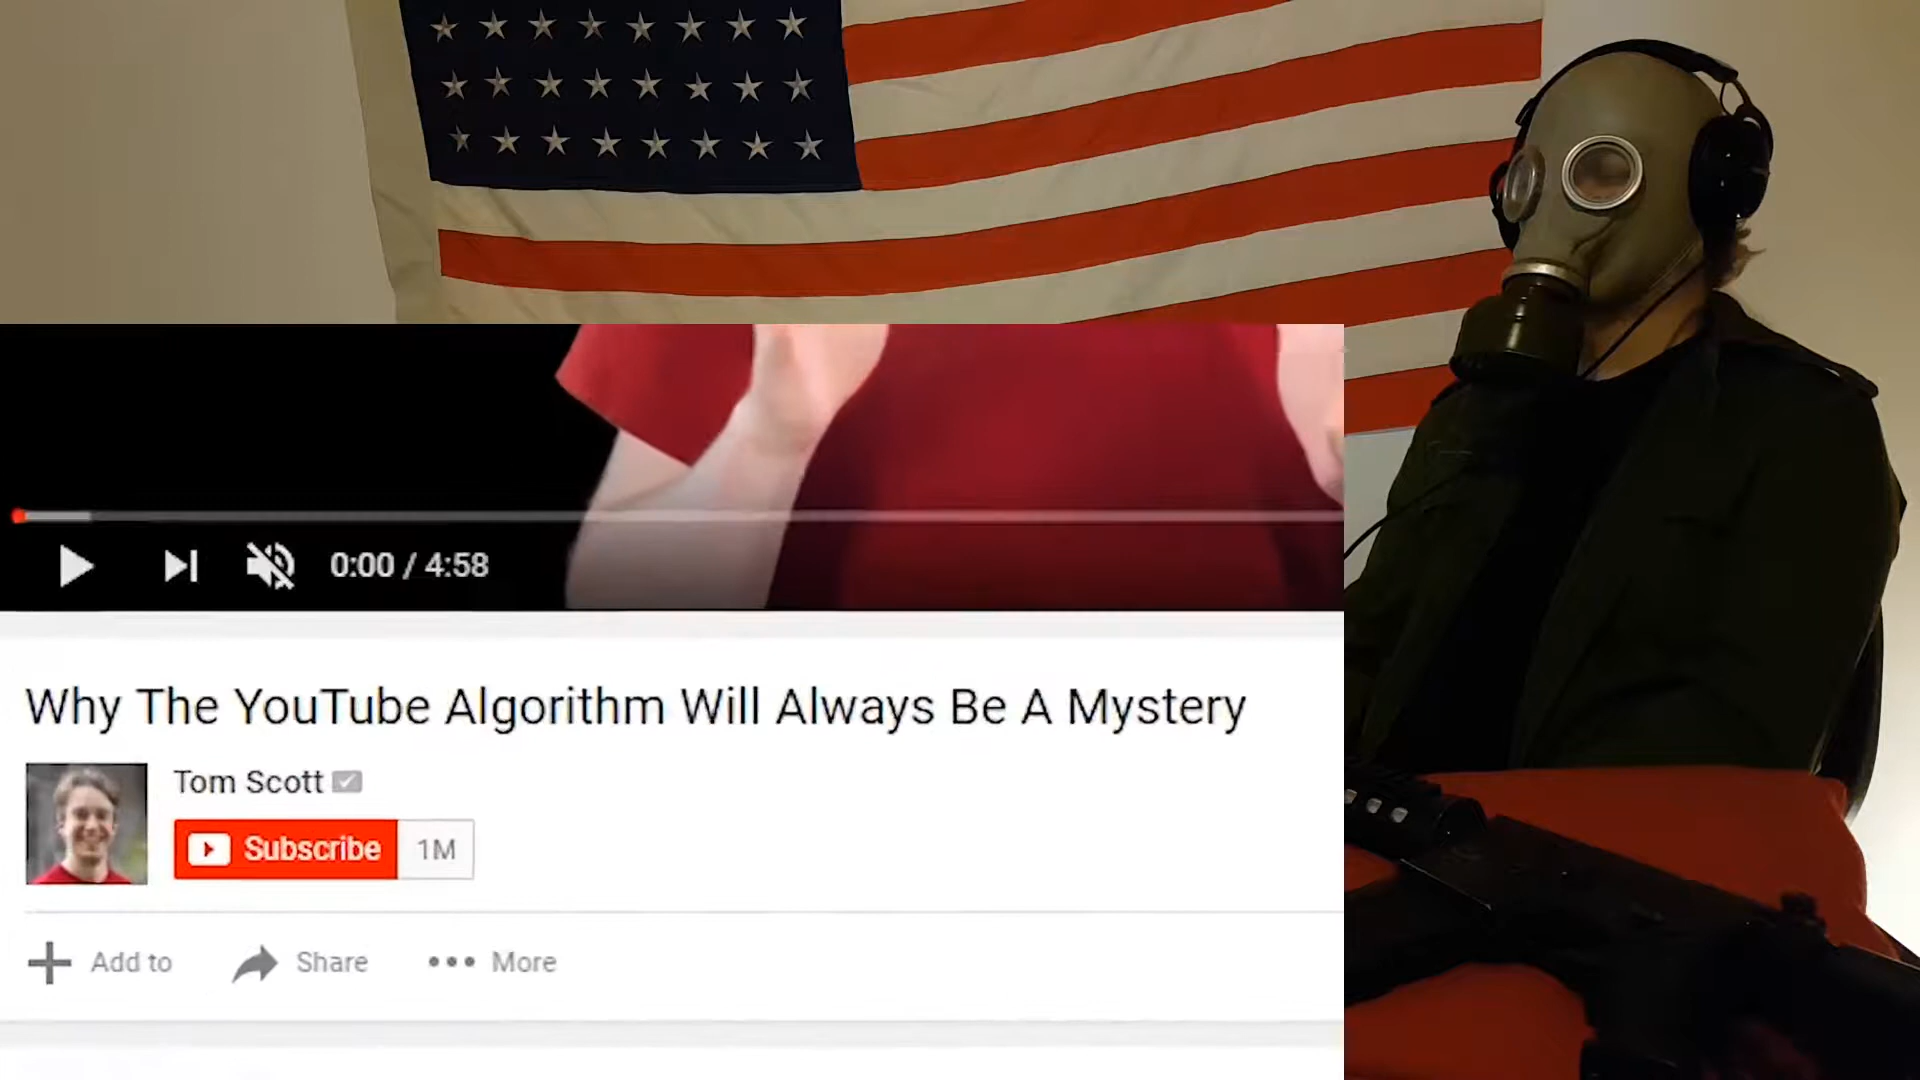 0:00 / 4:58
Why The YouTube Algorithm Will Always Be A Mystery
Tom Scott
Subscribe 1M
Add to Share More